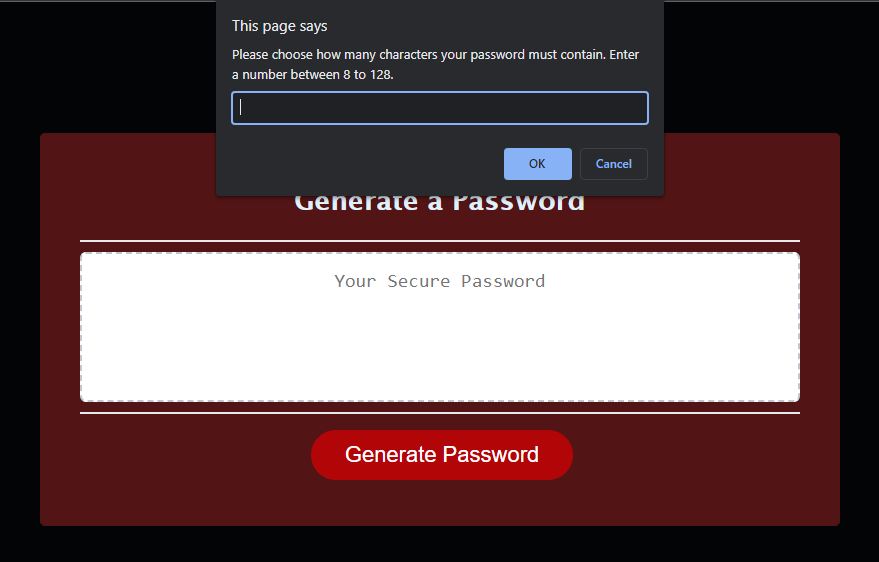 This page says
Please choose how many characters your password must contain. Enter
a number between 8 to 128.
OK
Cancel
Generate a Password
Your Secure Password
Generate Password